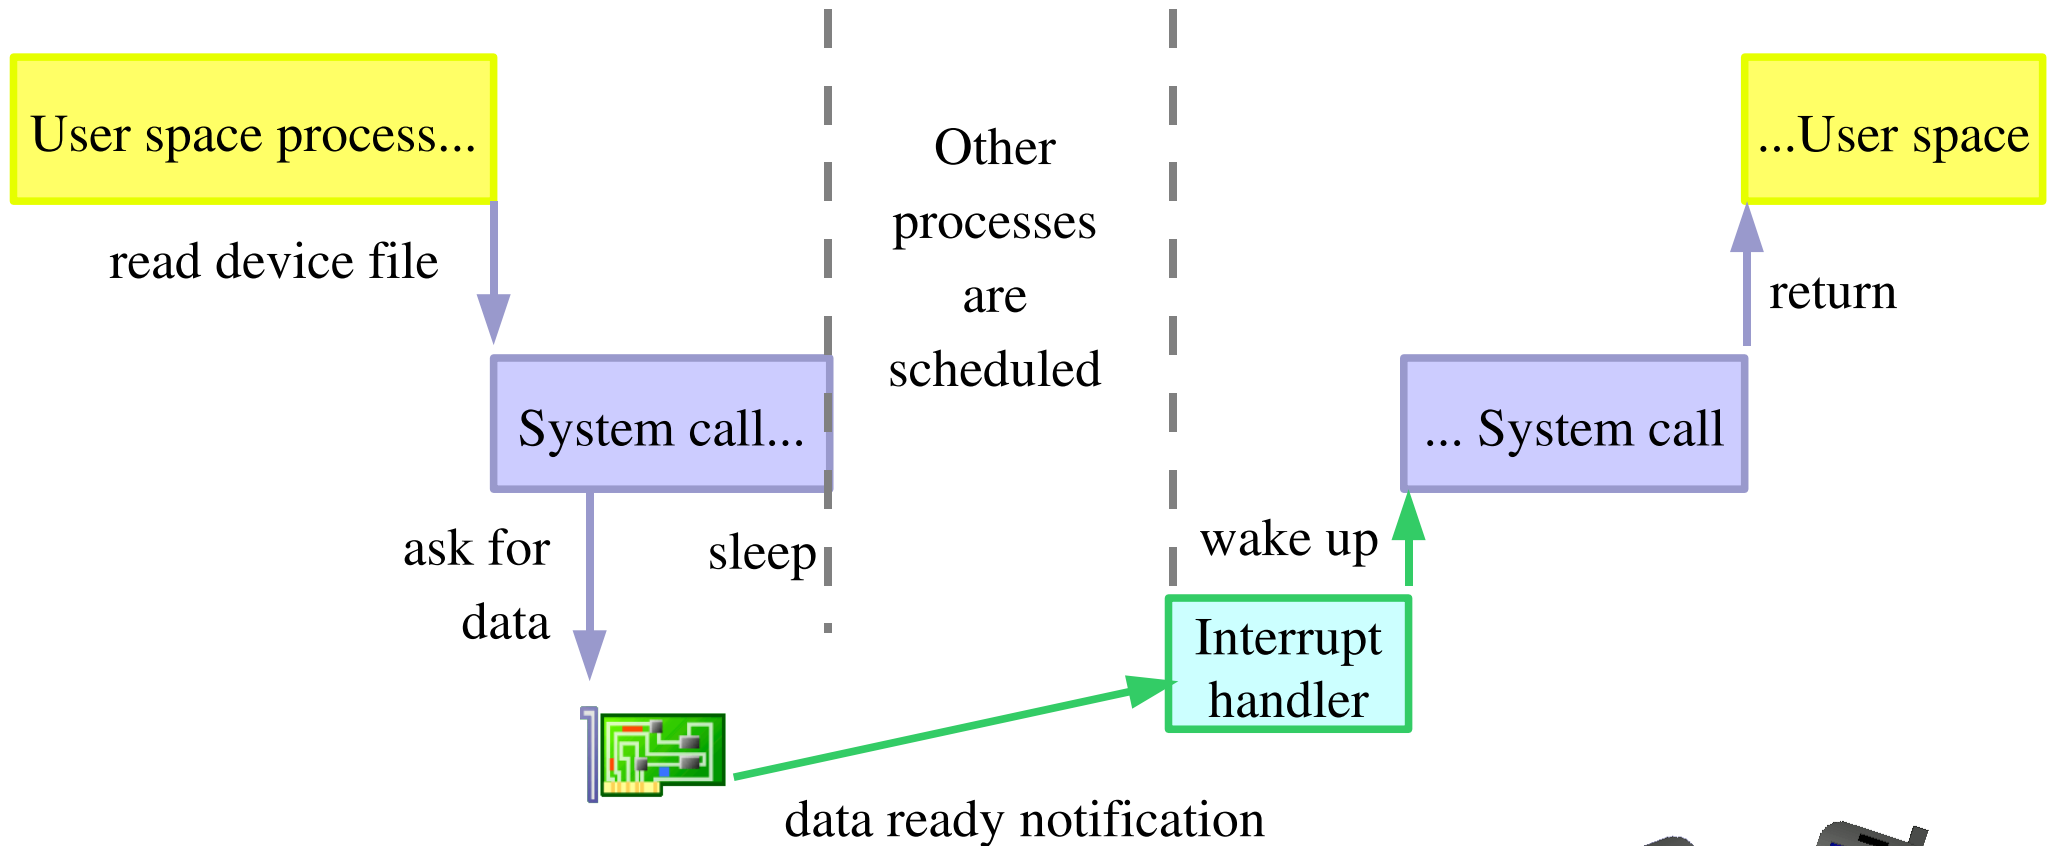 User space process...
read device file
System call...
ask for
data
sleep
Other
processes
are
scheduled
data ready notification
Interrupt
handler
wake up
... System call
return
...User space